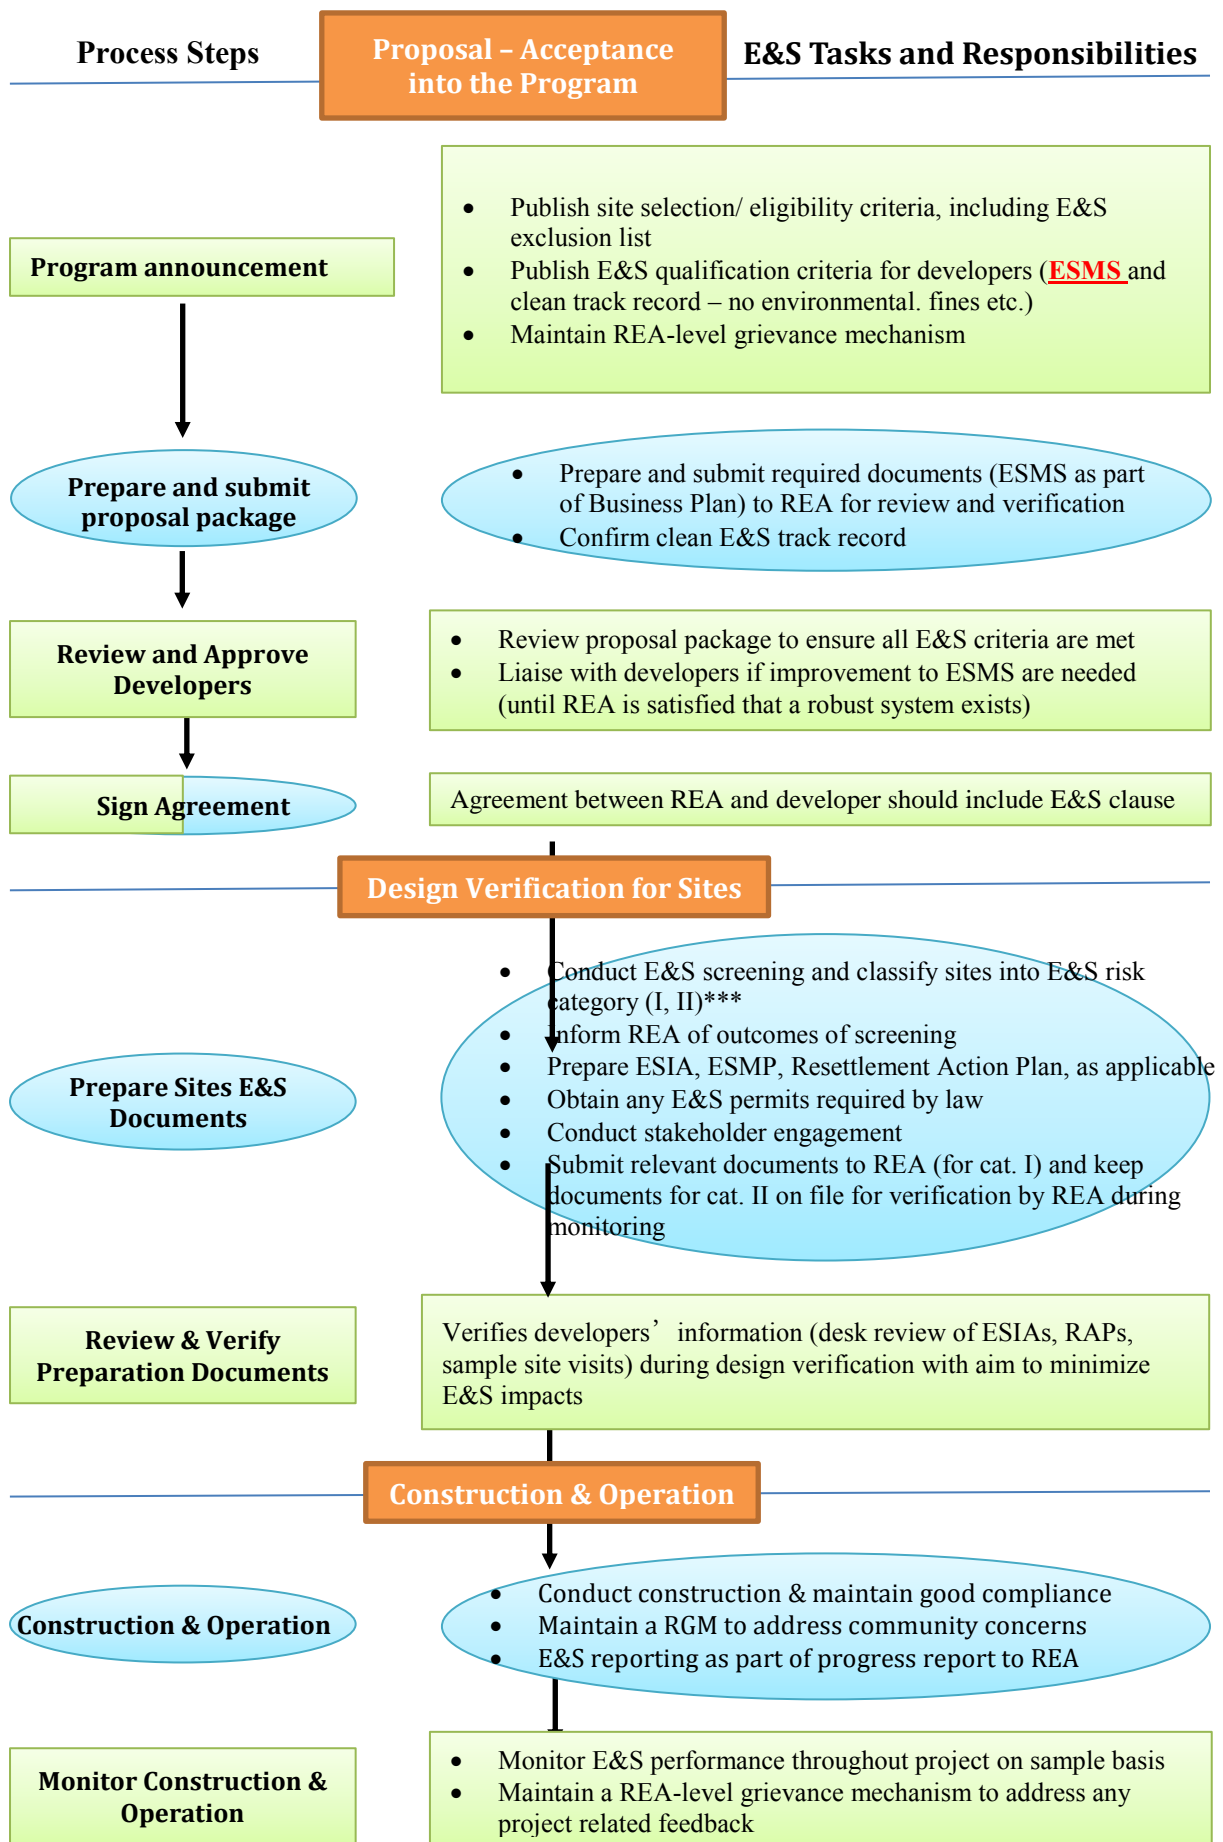 Process Steps
Proposal – Acceptance
into the Program
E&S Tasks and Responsibilities
Program announcement
• Publish site selection/ eligibility criteria, including E&S
exclusion list
• Publish E&S qualification criteria for developers (ESMS and
clean track record – no environmental. fines etc.)
• Maintain REA-level grievance mechanism
Prepare and submit
proposal package
• Prepare and submit required documents (ESMS as part
of Business Plan) to REA for review and verification
• Confirm clean E&S track record
Review and Approve
Developers
• Review proposal package to ensure all E&S criteria are met
• Liaise with developers if improvement to ESMS are needed
(until REA is satisfied that a robust system exists)
Sign Agreement
Agreement between REA and developer should include E&S clause
Design Verification for Sites
Prepare Sites E&S
Documents
• Conduct E&S screening and classify sites into E&S risk
category (I, II)***
• Inform REA of outcomes of screening
• Prepare ESIA, ESMP, Resettlement Action Plan, as applicable
• Obtain any E&S permits required by law
• Conduct stakeholder engagement
• Submit relevant documents to REA (for cat. I) and keep
documents for cat. II on file for verification by REA during
monitoring
Review & Verify
Preparation Documents
Verifies developers’ information (desk review of ESIAs, RAPs,
sample site visits) during design verification with aim to minimize
E&S impacts
Construction & Operation
Construction & Operation
• Conduct construction & maintain good compliance
• Maintain a RGM to address community concerns
• E&S reporting as part of progress report to REA
Monitor Construction &
Operation
• Monitor E&S performance throughout project on sample basis
• Maintain a REA-level grievance mechanism to address any
project related feedback